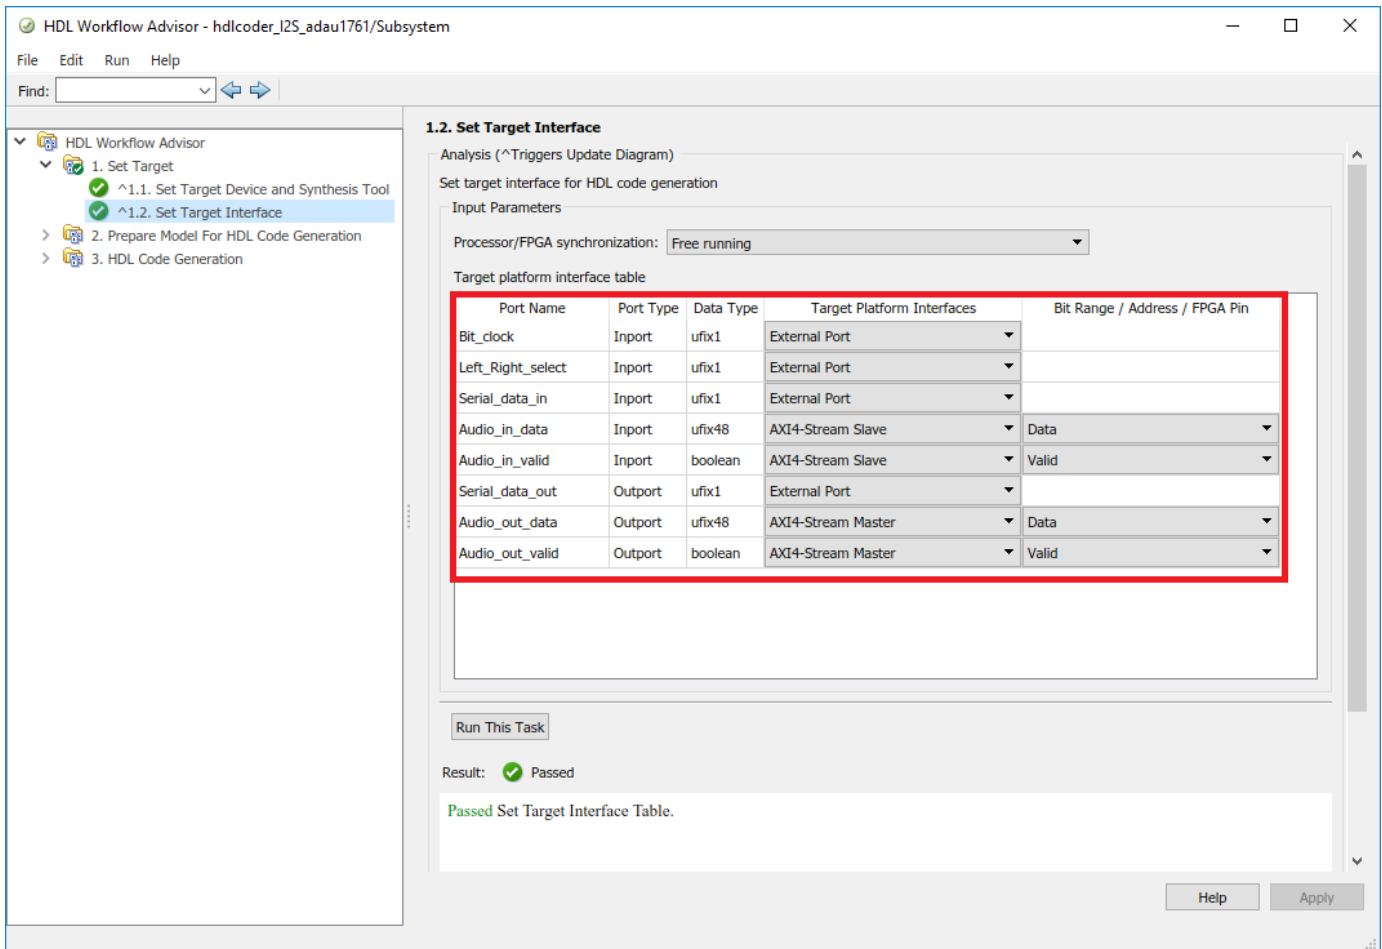 HDL Workflow Advisor - hdlcoder_I2S_adau1761/Subsystem
File Edit Run Help
Find:
HDL Workflow Advisor
1. Set Target
^1.1. Set Target Device and Synthesis Tool
^1.2. Set Target Interface
2. Prepare Model For HDL Code Generation
3. HDL Code Generation
1.2. Set Target Interface
Analysis (^Triggers Update Diagram)
Set target interface for HDL code generation
Input Parameters
Processor/FPGA synchronization: Free running
Target platform interface table
Port Name Port Type Data Type Target Platform Interfaces Bit Range / Address / FPGA Pin
Bit_clock Inport ufix1 External Port
Left_Right_select Inport ufix1 External Port
Serial_data_in Inport ufix1 External Port
Audio_in_data Inport ufix48 AXI4-Stream Slave Data
Audio_in_valid Inport boolean AXI4-Stream Slave Valid
Serial_data_out Outport ufix1 External Port
Audio_out_data Outport ufix48 AXI4-Stream Master Data
Audio_out_valid Outport boolean AXI4-Stream Master Valid
Run This Task
Result: Passed
Passed Set Target Interface Table.
Help Apply